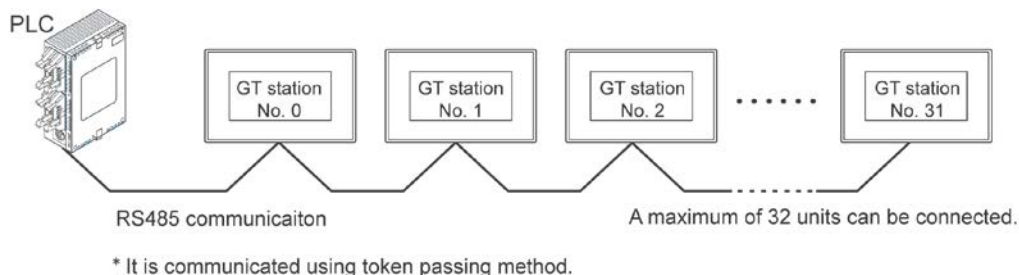 PLC
GT station
No. 0
GT station
No. 1
GT station
No. 2
GT station
No. 31
RS485 communicaiton
A maximum of 32 units can be connected.
* It is communicated using token passing method.